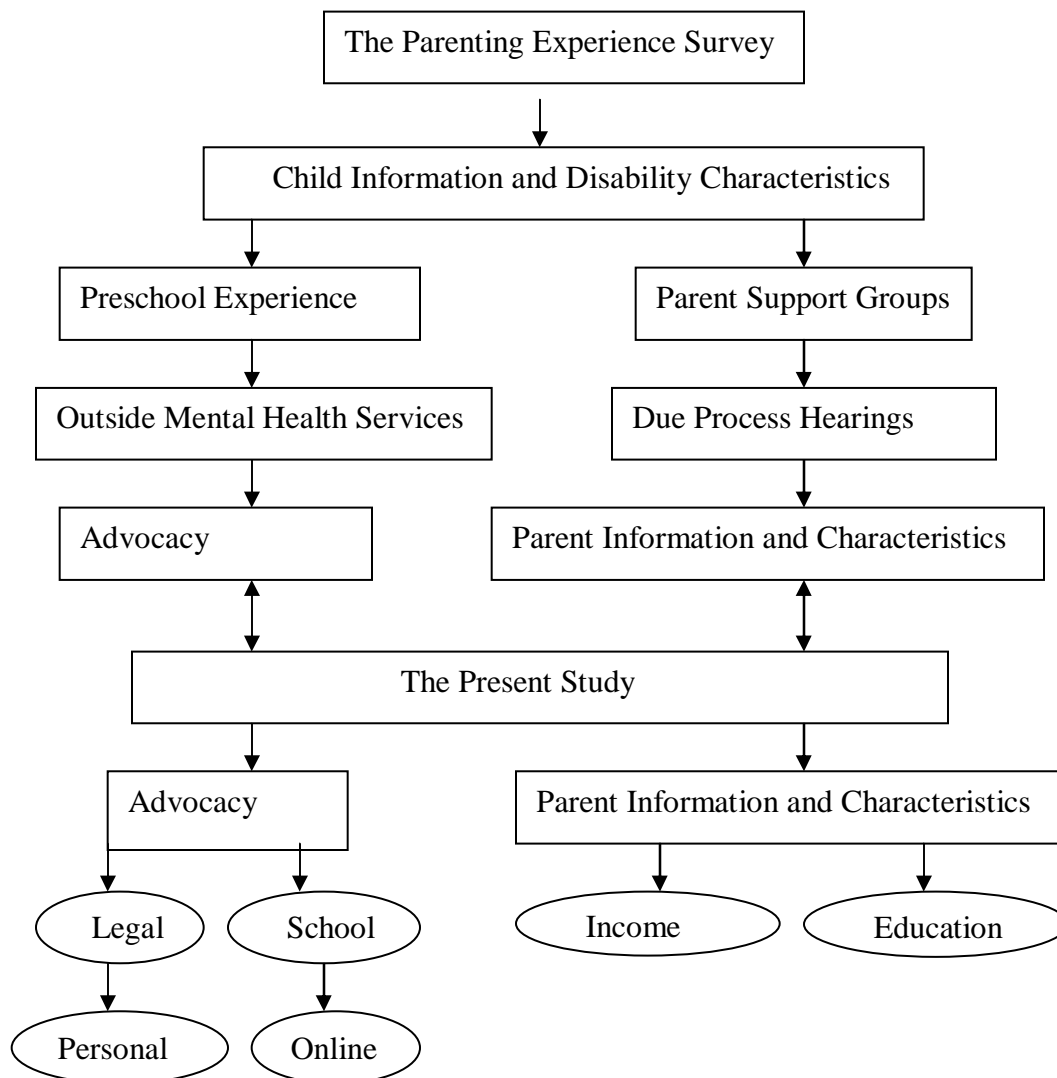 The Parenting Experience Survey
Child Information and Disability Characteristics
Preschool Experience
Parent Support Groups
Outside Mental Health Services
Due Process Hearings
Advocacy
Parent Information and Characteristics
The Present Study
Advocacy
Parent Information and Characteristics
Legal
School
Income
Education
Personal
Online